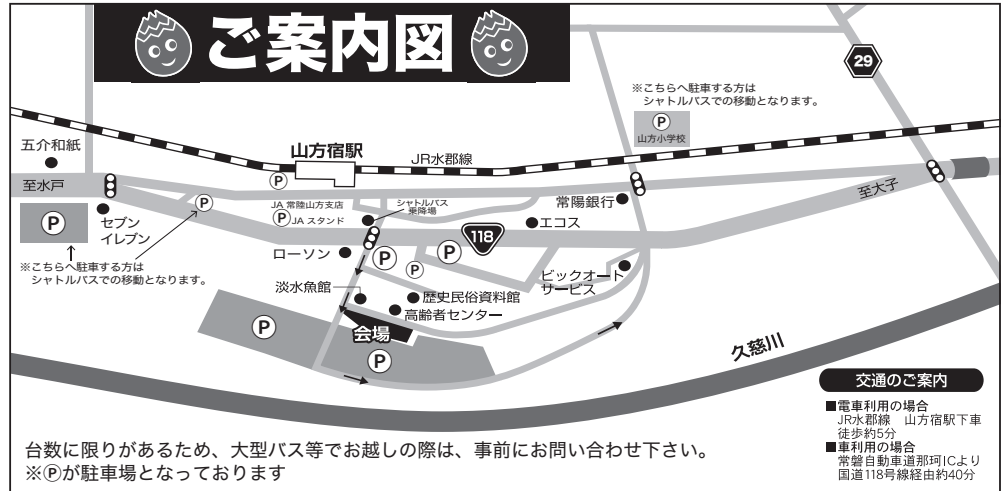 ご案内図
29
※こちらへ駐車する方は
シャトルバスでの移動となります。
P
山方小学校
五介和紙
山方宿駅
JR水郡線
至水戸
P
JA 常陸山方支店
P JA スタンド
シャトルバス
乗降場
常陽銀行
至大子
P
P
セブン
イレブン
エコス
118
ローソン
P
P
P
※こちらへ駐車する方は
シャトルバスでの移動となります。
ビックオート
サービス
淡水魚館
歴史民俗資料館
高齢者センター
P
会場
P
久慈川
交通のご案内
■電車利用の場合
JR水郡線　山方宿駅下車
徒歩約5分
■車利用の場合
常磐自動車道那珂ICより
国道118号線経由約40分
台数に限りがあるため、大型バス等でお越しの際は、事前にお問い合わせ下さい。
※Ⓟが駐車場となっております